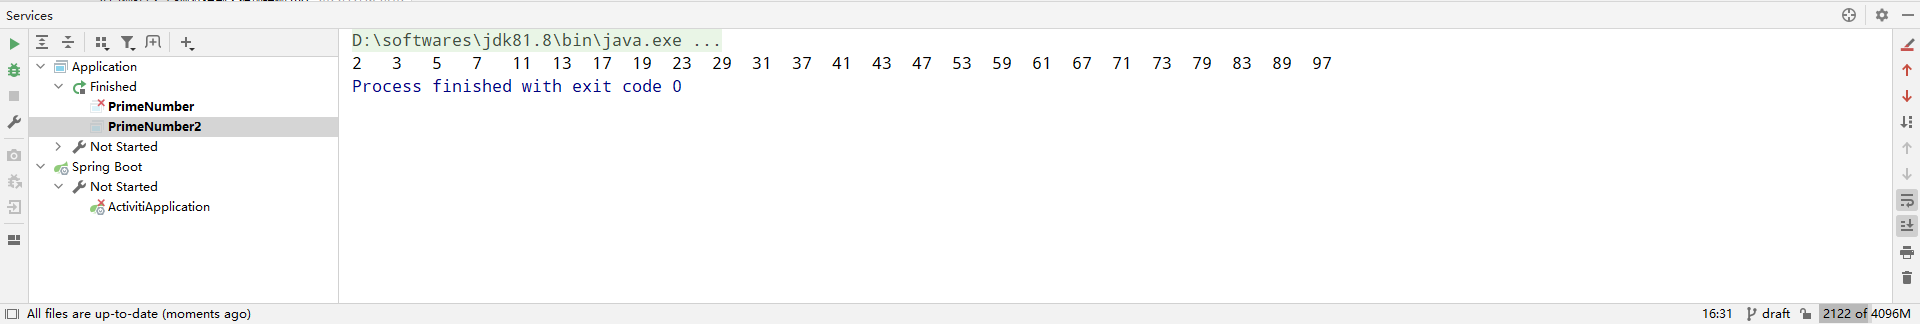 Services
Application
Finished
PrimeNumber
PrimeNumber2
Not Started
Spring Boot
Not Started
ActivitiApplication
D:\softwares\jdk81.8\bin\java.exe ...
2 3 5 7 11 13 17 19 23 29 31 37 41 43 47 53 59 61 67 71 73 79 83 89 97
Process finished with exit code 0
All files are up-to-date (moments ago)
16:31 draft 2122 of 4096M